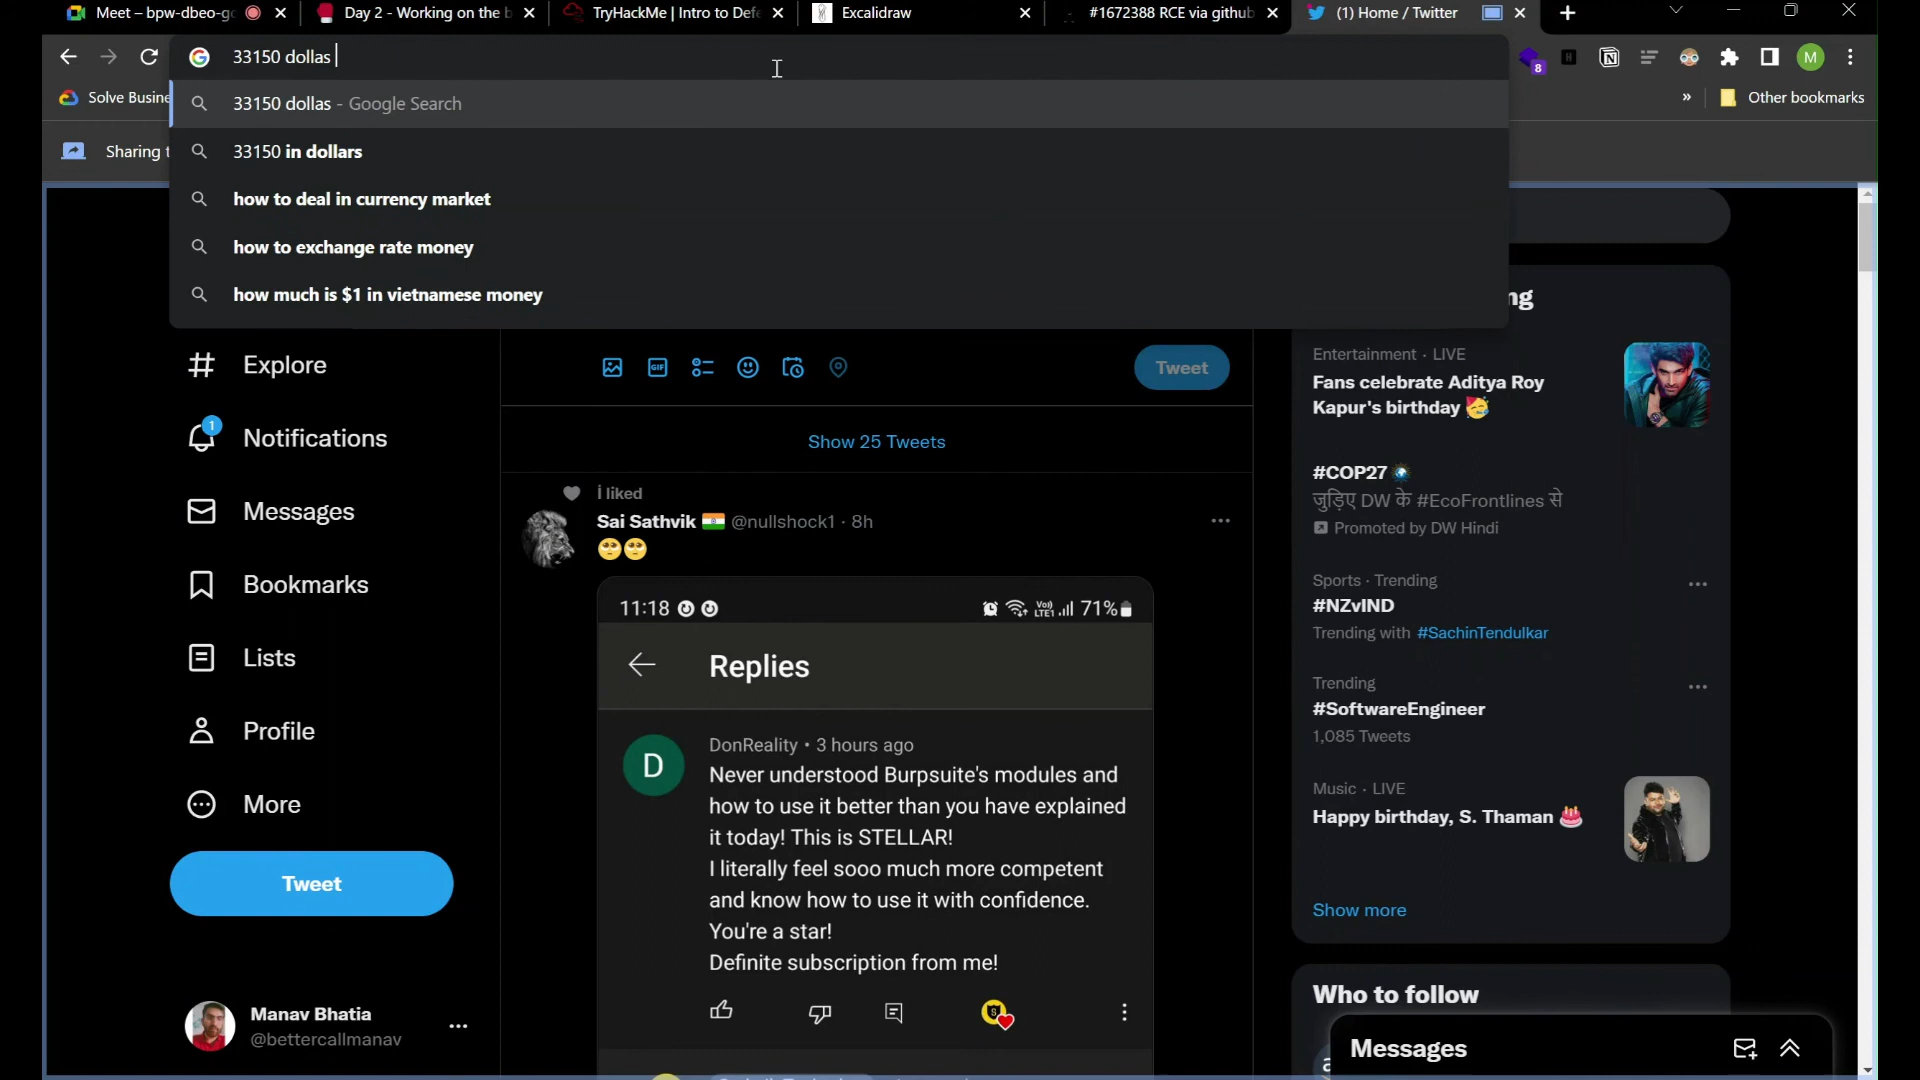 Meet – bpw-dbeo-g
Day 2 - Working on the b
TryHackMe | Intro to Defe
Excalidraw
#1672388 RCE via github
(1) Home / Twitter
33150 dollas
8
M
Solve Busine
Other bookmarks
33150 dollas - Google Search
Sharing t
33150 in dollars
how to deal in currency market
how to exchange rate money
how much is $1 in vietnamese money
ng
Explore
GIF
Tweet
Entertainment · LIVE
Fans celebrate Aditya Roy
Kapur's birthday 🥳
1
Notifications
Show 25 Tweets
#COP27
जुड़िए DW के #EcoFrontlines से
Promoted by DW Hindi
Messages
i liked
Sai Sathvik 🇮🇳 @nullshock1 · 8h
🥺🥺
Bookmarks
Sports · Trending
#NZvIND
Trending with #SachinTendulkar
11:18
Vo)) LTE1 71%
Lists
Replies
Trending
#SoftwareEngineer
1,085 Tweets
Profile
D
DonReality • 3 hours ago
Never understood Burpsuite's modules and
how to use it better than you have explained
it today! This is STELLAR!
I literally feel sooo much more competent
and know how to use it with confidence.
You're a star!
Definite subscription from me!
More
Music · LIVE
Happy birthday, S. Thaman 🎂
Tweet
Show more
Manav Bhatia
@bettercallmanav
Who to follow
Messages